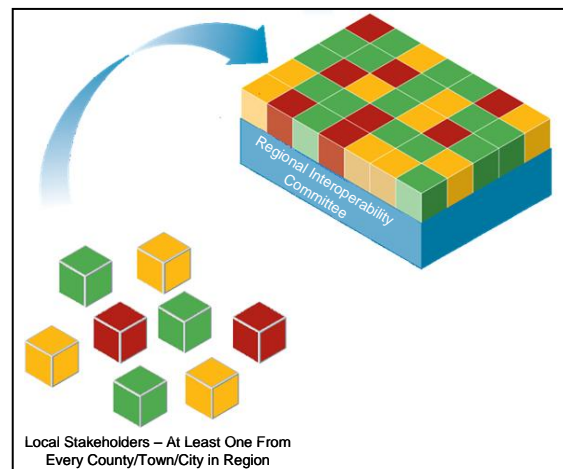 Regional Interoperability
Committee
Local Stakeholders – At Least One From
Every County/Town/City in Region